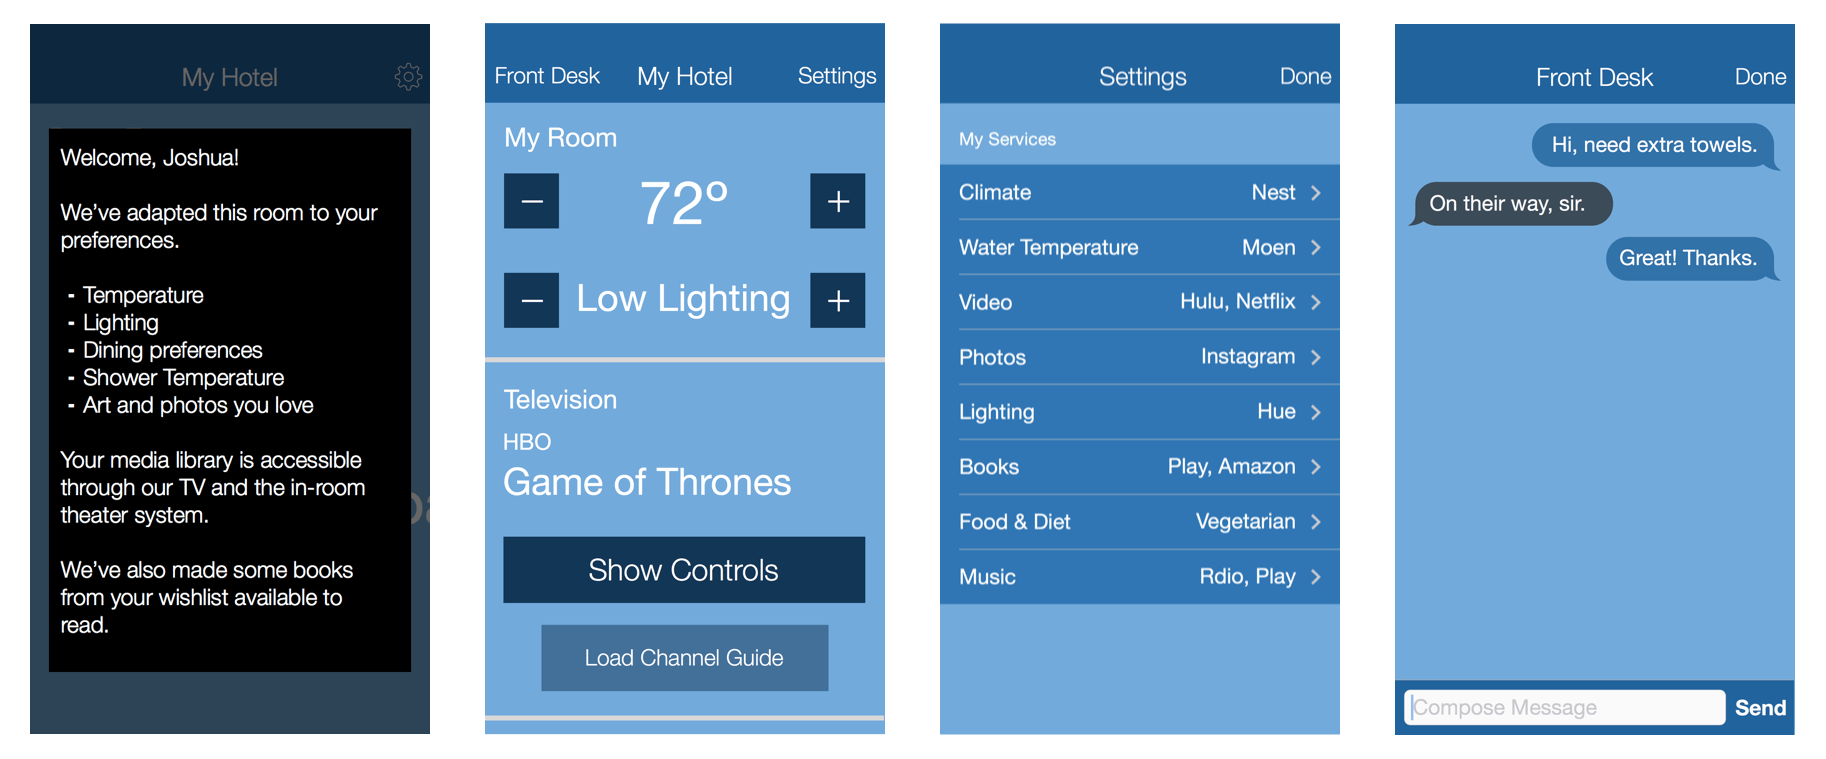 My Hotel
Welcome, Joshua!
We've adapted this room to your
preferences.
- Temperature
- Lighting
- Dining preferences
- Shower Temperature
- Art and photos you love
Your media library is accessible
through our TV and the in-room
theater system.
We've also made some books
from your wishlist available to
read.
Front Desk My Hotel Settings
My Room
− 72° +
− Low Lighting +
Television
HBO
Game of Thrones
Show Controls
Load Channel Guide
Settings Done
My Services
Climate Nest >
Water Temperature Moen >
Video Hulu, Netflix >
Photos Instagram >
Lighting Hue >
Books Play, Amazon >
Food & Diet Vegetarian >
Music Rdio, Play >
Front Desk Done
Hi, need extra towels.
On their way, sir.
Great! Thanks.
Compose Message Send